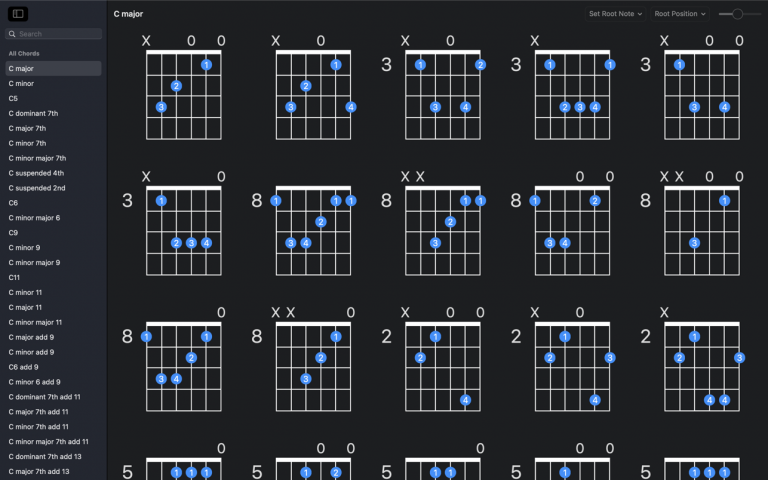 C major
Set Root Note
Root Position
Search
All Chords
C major
C minor
C5
C dominant 7th
C major 7th
C minor 7th
C minor major 7th
C suspended 4th
C suspended 2nd
C6
C minor major 6
C9
C minor 9
C minor major 9
C11
C minor 11
C major 11
C minor major 11
C major add 9
C minor add 9
C6 add 9
C minor 6 add 9
C dominant 7th add 11
C major 7th add 11
C minor 7th add 11
C minor major 7th add 11
C dominant 7th add 13
C major 7th add 13
X 0 0 X 0 X 0 X X 0
3 3 3
1 1 1 2 1 1 1
2 2
3 3 4 3 4 2 3 4 3 4
X 0 X X 0 0 X X 0 0
3 8 8 8 8
1 1 1 1 1 1 1 2 1
2 2
2 3 4 3 4 3 3 4 3
0 X X 0 X 0 0 X 0 X
8 8 2 2 2
1 1 1 1 1 1
2 2 2 2 3 2 3
3 4 3
4 4 4 4
0 0 0 0 0 0 0
5 5 5 5 5
1 1 1 1 2 1 1 1 1 1 1